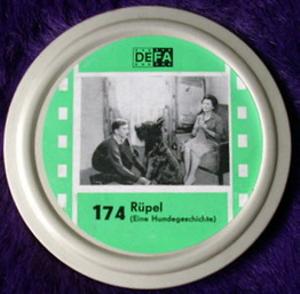 DEFA
174 Rüpel
(Eine Hundegeschichte)